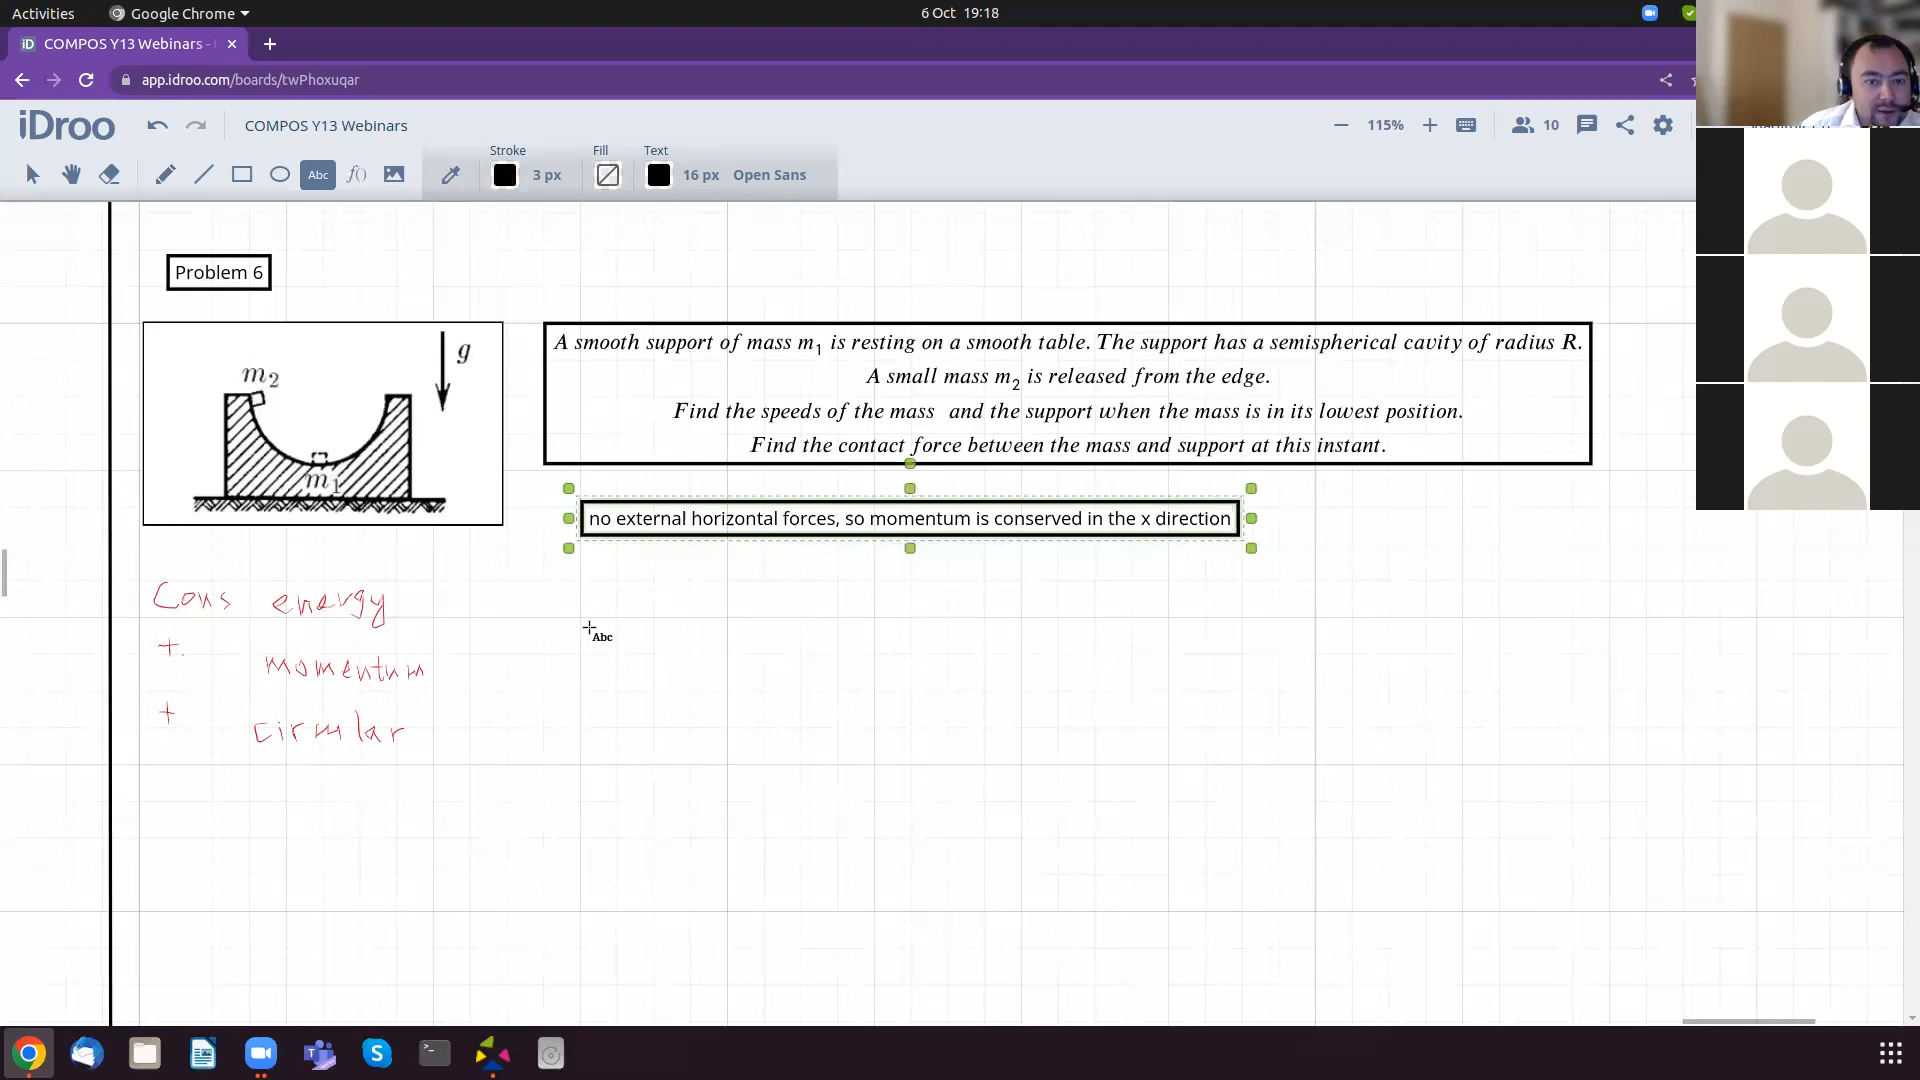 Activities
Google Chrome
6 Oct 19:18
iD COMPOS Y13 Webinars -
app.idroo.com/boards/twPhoxuqar
iDroo
COMPOS Y13 Webinars
115%
10
Stroke
Fill
Text
Abc
f()
3 px
16 px
Open Sans
Problem 6
m2
g
m1
A smooth support of mass m1 is resting on a smooth table. The support has a semispherical cavity of radius R.
A small mass m2 is released from the edge.
Find the speeds of the mass and the support when the mass is in its lowest position.
Find the contact force between the mass and support at this instant.
no external horizontal forces, so momentum is conserved in the x direction
Abc
Cons energy
+. momentum
+ circular